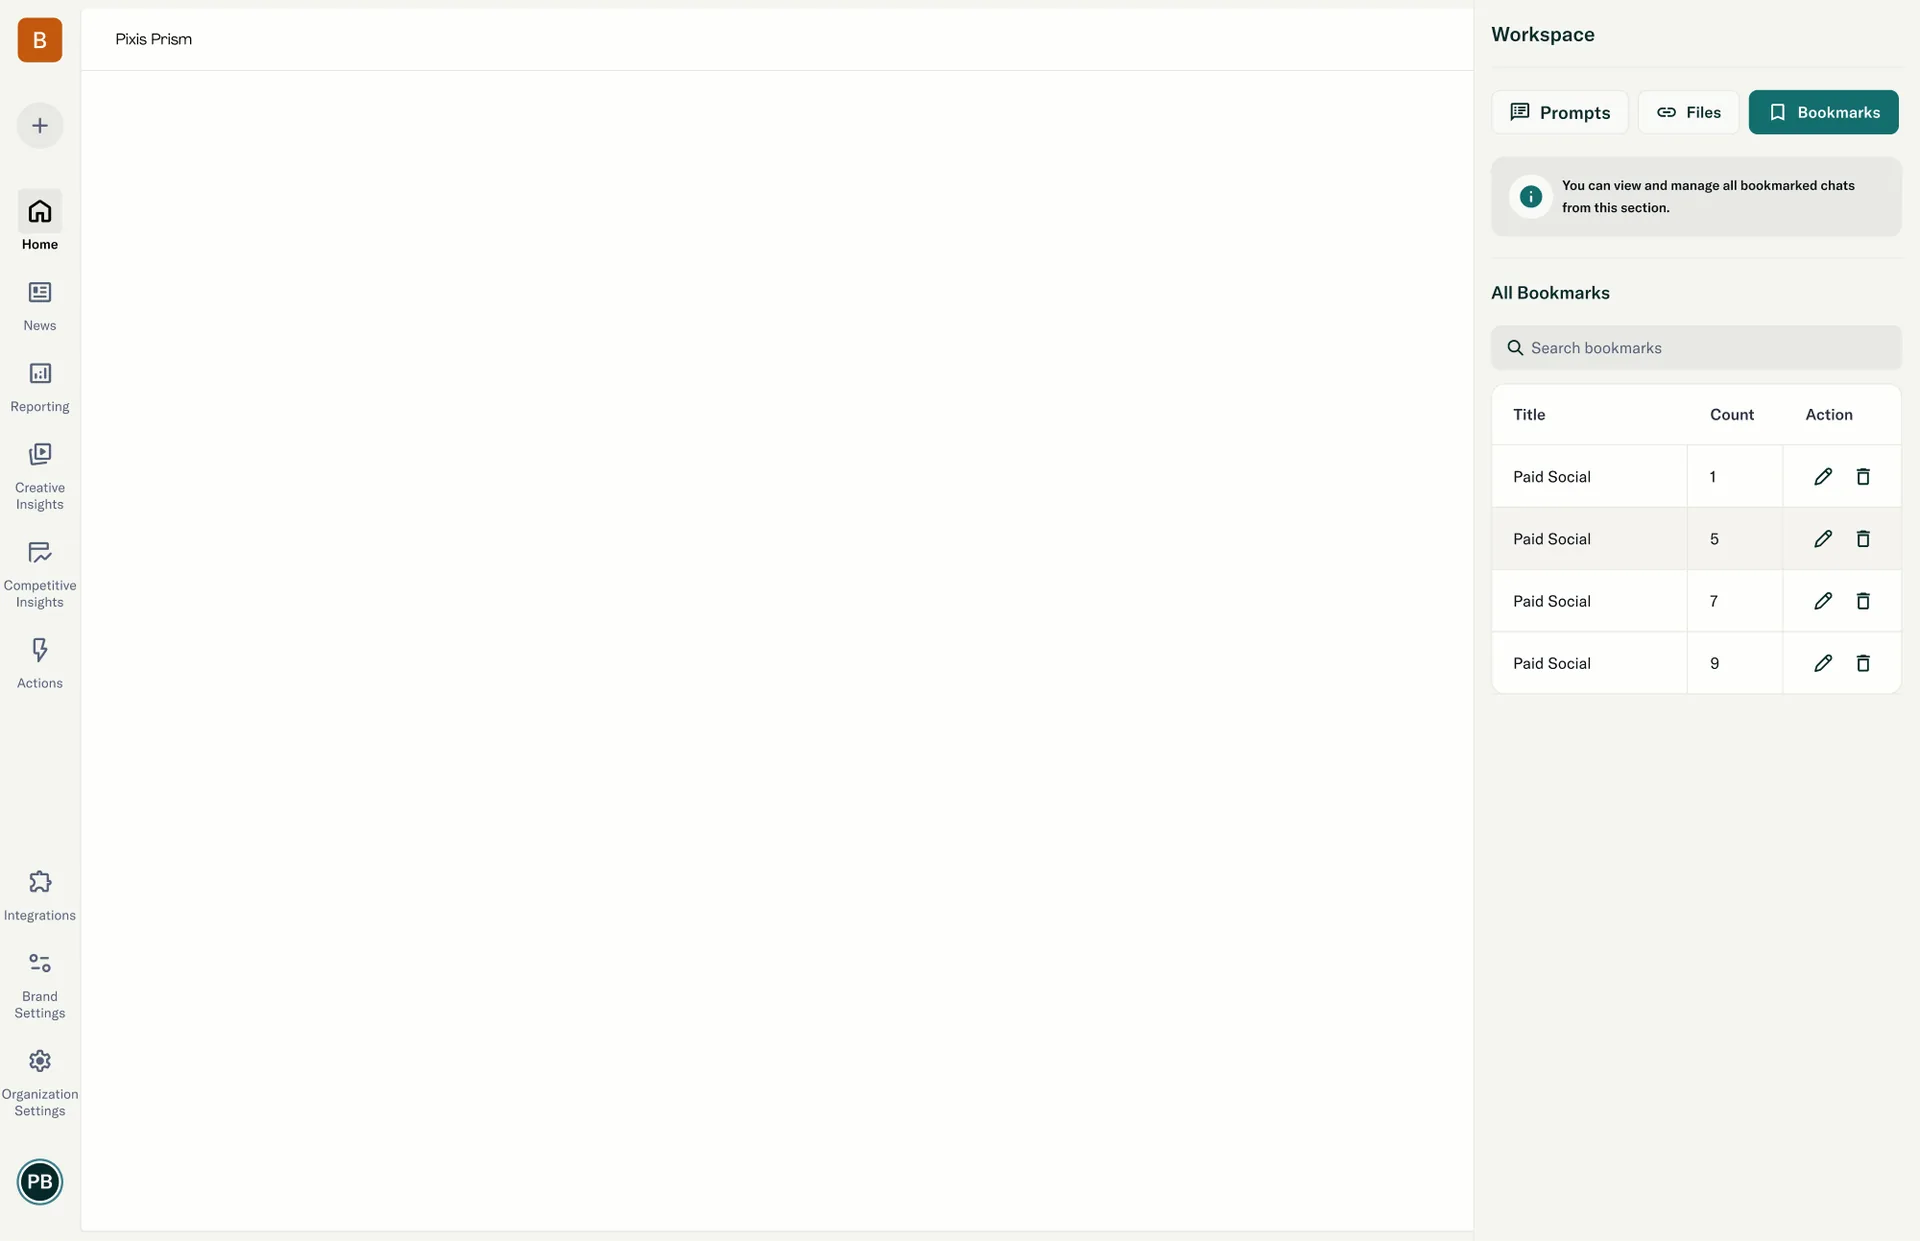 B
Pixis Prism
Home
News
Reporting
Creative
Insights
Competitive
Insights
Actions
Integrations
Brand
Settings
Organization
Settings
PB
Workspace
Prompts
Files
Bookmarks
You can view and manage all bookmarked chats
from this section.
All Bookmarks
Search bookmarks
Title Count Action
Paid Social 1
Paid Social 5
Paid Social 7
Paid Social 9